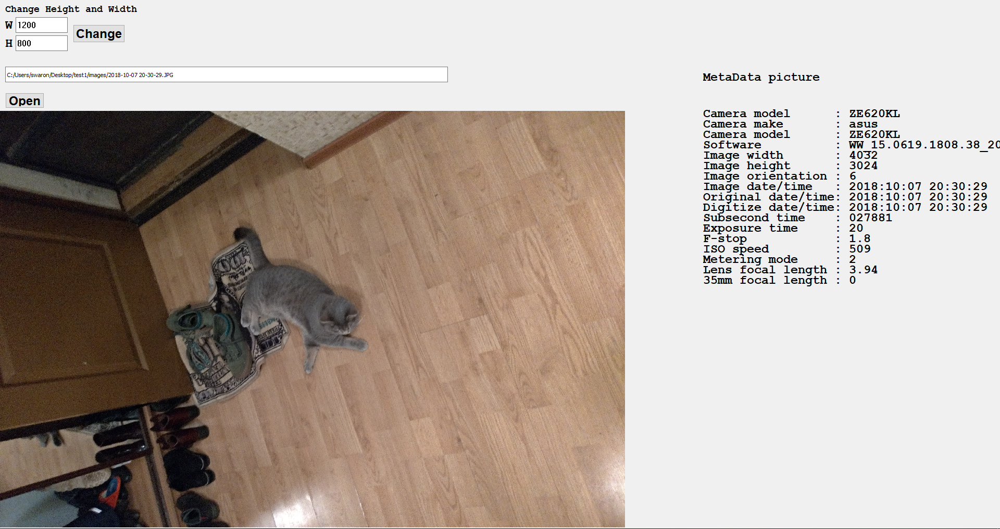 Change Height and Width
W 1200
Change
H 800
C:/Users/swaron/Desktop/test1/images/2018-10-07 20-30-29.JPG
Open
MetaData picture
Camera model : ZE620KL
Camera make : asus
Camera model : ZE620KL
Software : WW_15.0619.1808.38_20
Image width : 4032
Image height : 3024
Image orientation : 6
Image date/time : 2018:10:07 20:30:29
Original date/time: 2018:10:07 20:30:29
Digitize date/time: 2018:10:07 20:30:29
Subsecond time : 027881
Exposure time : 20
F-stop : 1.8
ISO speed : 509
Metering mode : 2
Lens focal length : 3.94
35mm focal length : 0